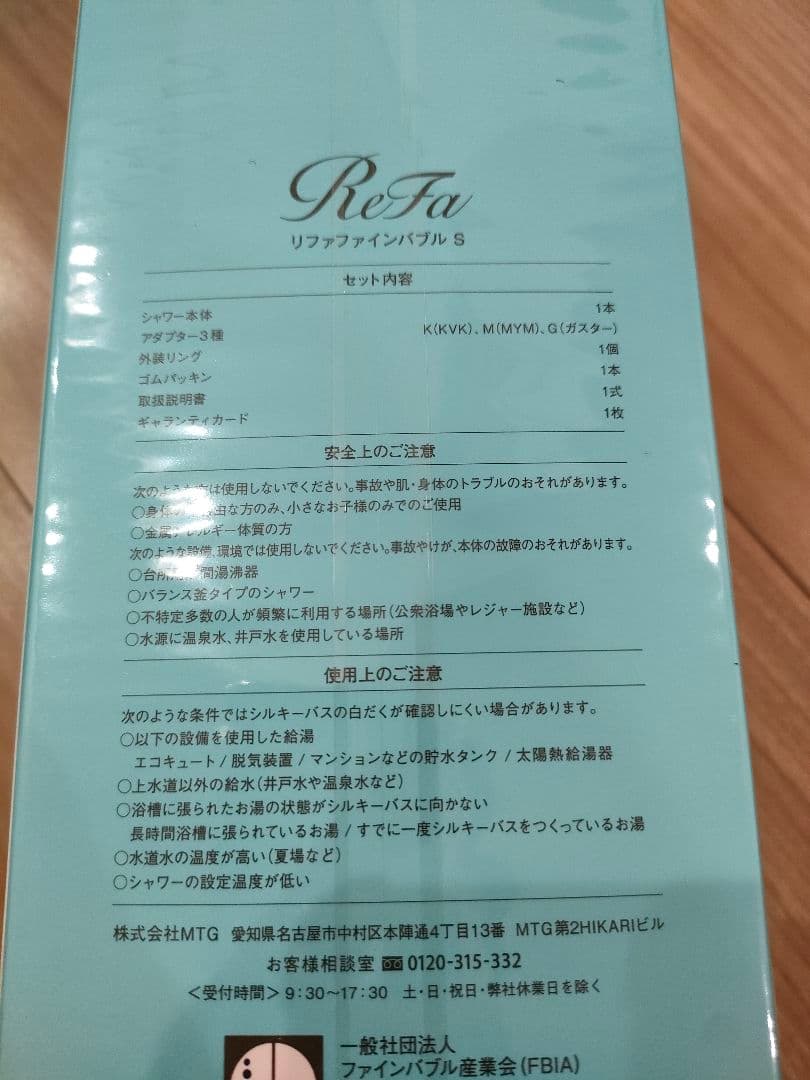 ReFa
リファファインバブル S
セット内容
シャワー本体 1本
アダプター3種 K(KVK)、M(MYM)、G(ガスター)
外装リング 1個
ゴムパッキン 1本
取扱説明書 1式
ギャランティカード 1枚
安全上のご注意
次のような方は使用しないでください。事故や肌・身体のトラブルのおそれがあります。
○身体の 由な方のみ、小さなお子様のみでのご使用
○金属アレルギー体質の方
次のような設備、環境では使用しないでください。事故やけが、本体の故障のおそれがあります。
○台所 間湯沸器
○バランス釜タイプのシャワー
○不特定多数の人が頻繁に利用する場所(公衆浴場やレジャー施設など)
○水源に温泉水、井戸水を使用している場所
使用上のご注意
次のような条件ではシルキーバスの白だくが確認しにくい場合があります。
○以下の設備を使用した給湯
エコキュート / 脱気装置 / マンションなどの貯水タンク / 太陽熱給湯器
○上水道以外の給水(井戸水や温泉水など)
○浴槽に張られたお湯の状態がシルキーバスに向かない
長時間浴槽に張られているお湯 / すでに一度シルキーバスをつくっているお湯
○水道水の温度が高い(夏場など)
○シャワーの設定温度が低い
株式会社MTG 愛知県名古屋市中村区本陣通4丁目13番 MTG第2HIKARIビル
お客様相談室 0120-315-332
<受付時間> 9:30~17:30 土・日・祝日・弊社休業日を除く
一般社団法人
ファインバブル産業会(FBIA)